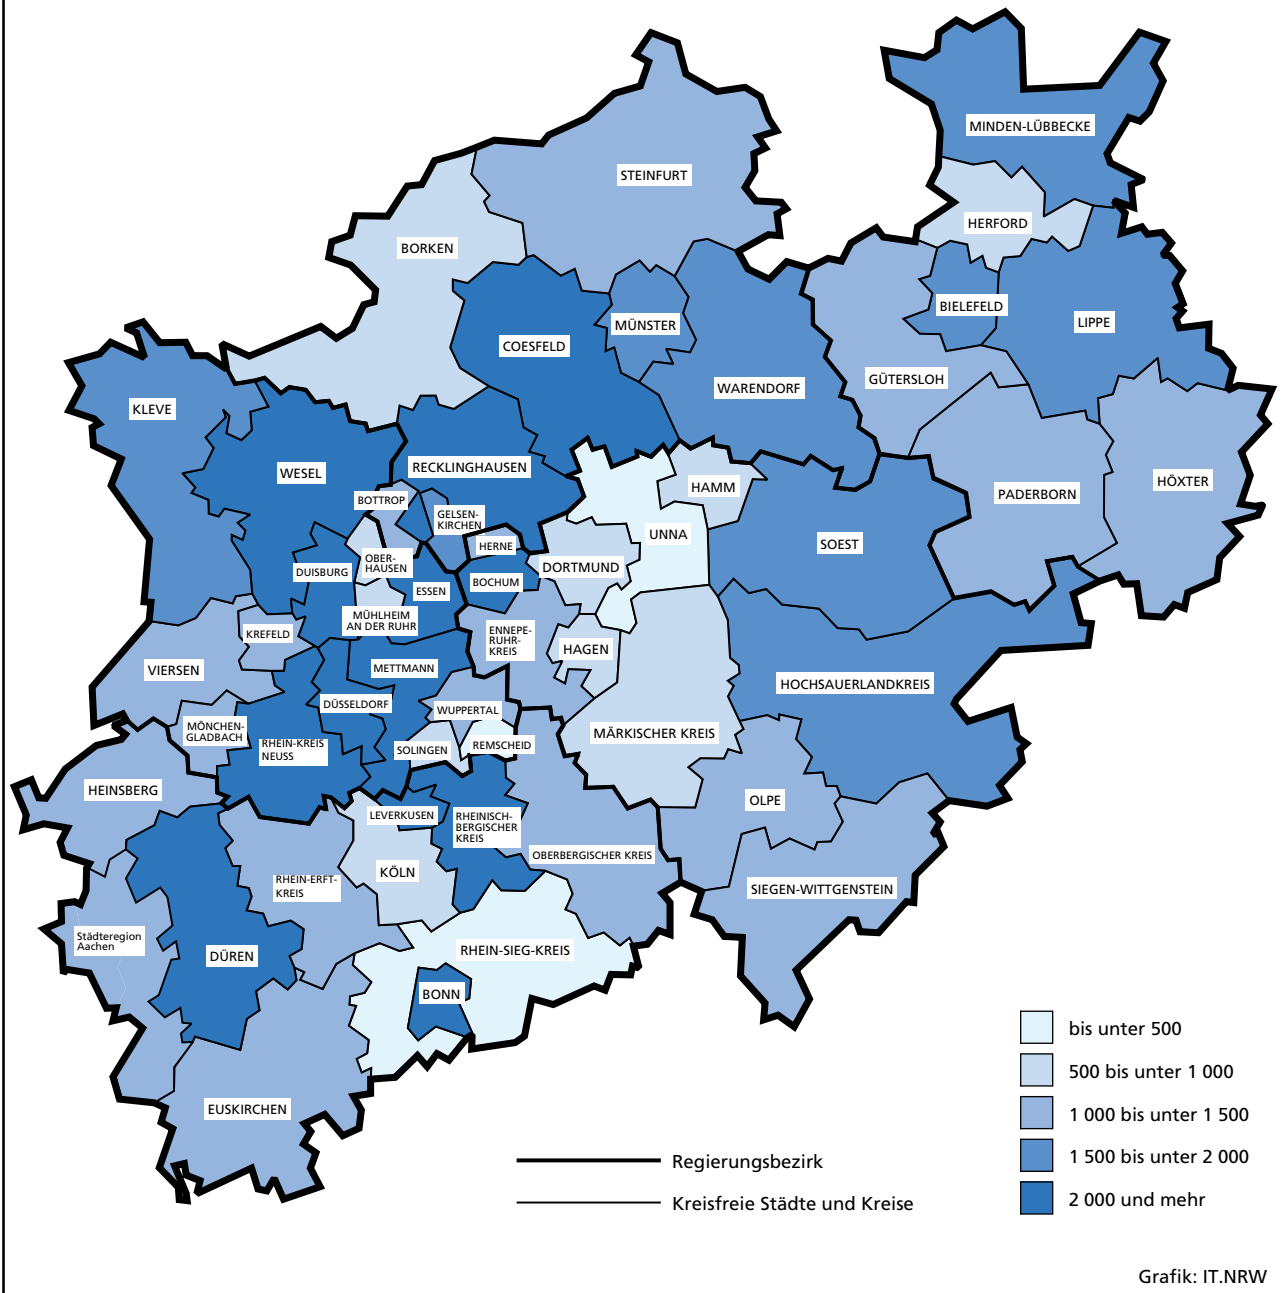 MINDEN-LÜBBECKE
STEINFURT
HERFORD
BORKEN
BIELEFELD
LIPPE
MÜNSTER
COESFELD
GÜTERSLOH
WARENDORF
KLEVE
RECKLINGHAUSEN
WESEL
HÖXTER
HAMM
PADERBORN
BOTTROP
GELSEN-
KIRCHEN
UNNA
SOEST
HERNE
OBER-
HAUSEN
DORTMUND
DUISBURG
BOCHUM
ESSEN
MÜHLHEIM
AN DER RUHR
KREFELD
ENNEPE-
RUHR-
KREIS
HAGEN
VIERSEN
METTMANN
HOCHSAUERLANDKREIS
DÜSSELDORF
WUPPERTAL
MÖNCHEN-
GLADBACH
MÄRKISCHER KREIS
RHEIN-KREIS
NEUSS
SOLINGEN
REMSCHEID
HEINSBERG
OLPE
LEVERKUSEN
RHEINISCH-
BERGISCHER
KREIS
OBERBERGISCHER KREIS
KÖLN
RHEIN-ERFT-
KREIS
SIEGEN-WITTGENSTEIN
Städteregion
Aachen
DÜREN
RHEIN-SIEG-KREIS
BONN
EUSKIRCHEN
bis unter 500
500 bis unter 1 000
1 000 bis unter 1 500
1 500 bis unter 2 000
2 000 und mehr
Regierungsbezirk
Kreisfreie Städte und Kreise
Grafik: IT.NRW